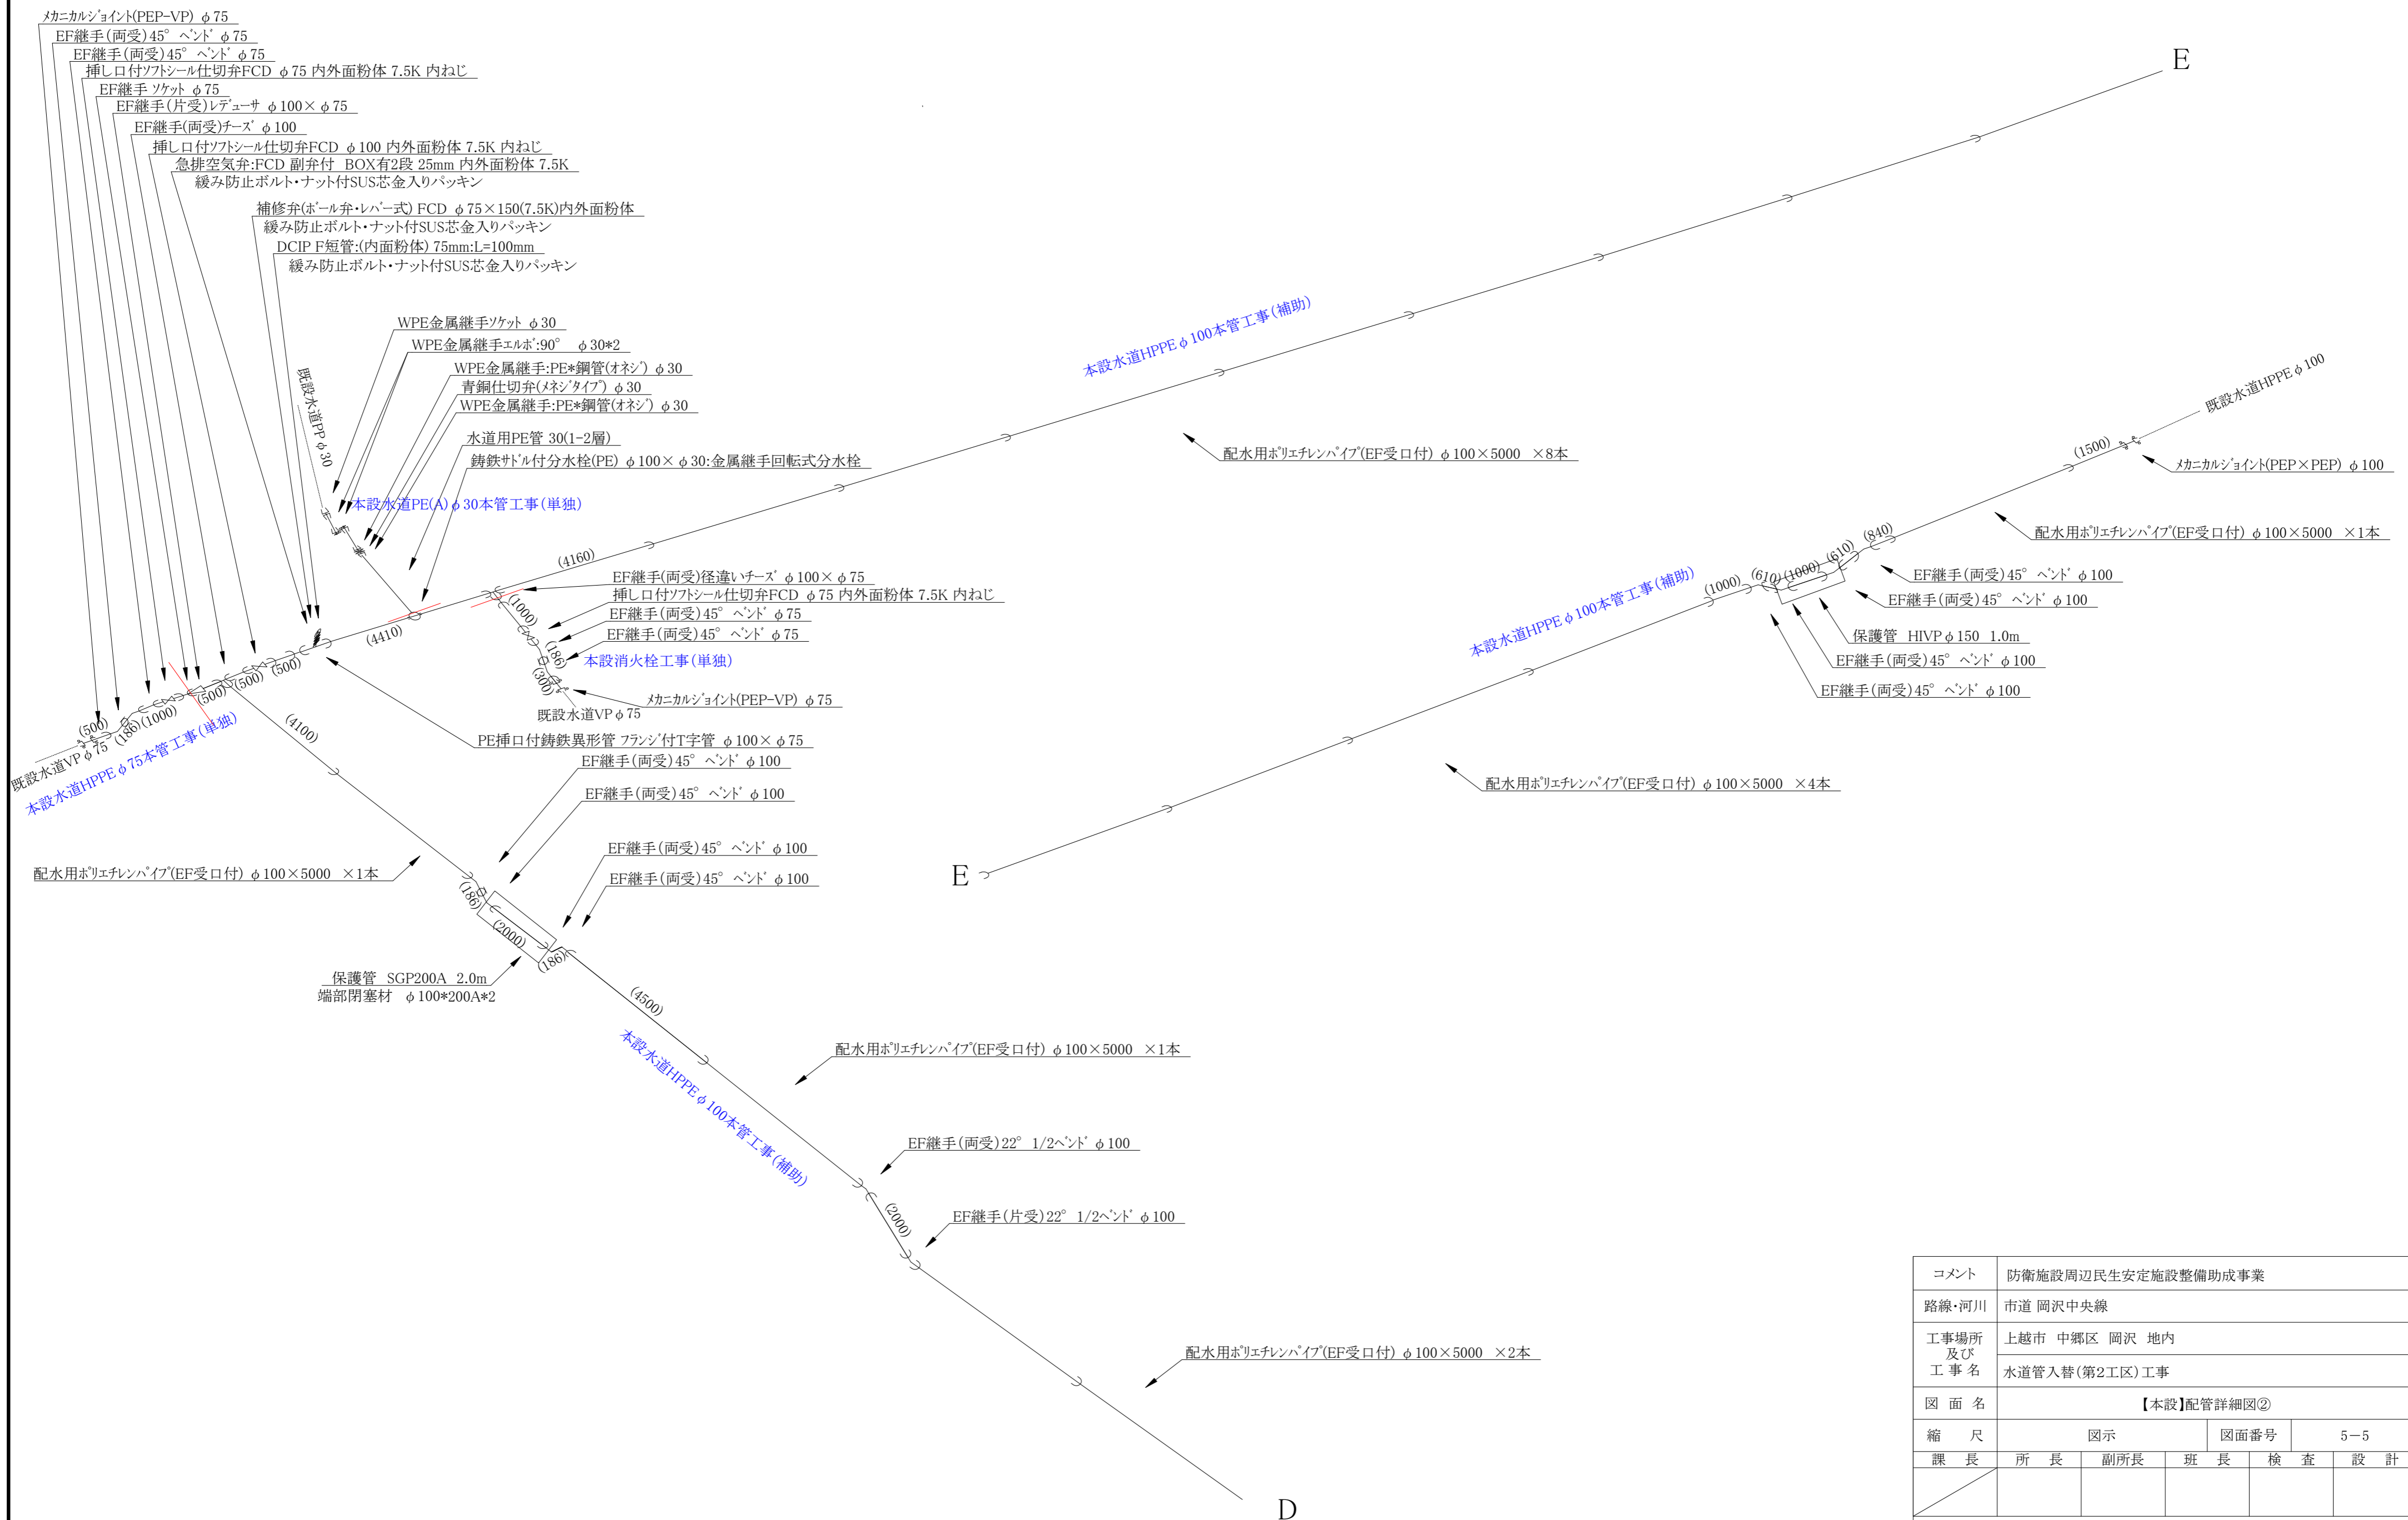 メカニカルジョイント(PEP-VP) φ75
EF継手(両受)45° ベンド φ75
EF継手(両受)45° ベンド φ75
挿し口付ソフトシール仕切弁FCD φ75 内外面粉体 7.5K 内ねじ
EF継手 ソケット φ75
EF継手(片受)レデューサ φ100×φ75
EF継手(両受)チーズ φ100
挿し口付ソフトシール仕切弁FCD φ100 内外面粉体 7.5K 内ねじ
急排空気弁:FCD 副弁付 BOX有2段 25mm 内外面粉体 7.5K
緩み防止ボルト・ナット付SUS芯金入りパッキン
補修弁(ボール弁・レバー式) FCD φ75×150(7.5K)内外面粉体
緩み防止ボルト・ナット付SUS芯金入りパッキン
DCIP F短管:(内面粉体) 75mm:L=100mm
緩み防止ボルト・ナット付SUS芯金入りパッキン
WPE金属継手ソケット φ30
WPE金属継手エルボ:90° φ30*2
WPE金属継手:PE*鋼管(オネジ) φ30
青銅仕切弁(メネジタイプ) φ30
WPE金属継手:PE*鋼管(オネジ) φ30
水道用PE管 30(1-2層)
鋳鉄サドル付分水栓(PE) φ100×φ30:金属継手回転式分水栓
既設水道PPφ30
本設水道PE(A)φ30本管工事(単独)
E
本設水道HPPEφ100本管工事(補助)
配水用ポリエチレンパイプ(EF受口付) φ100×5000 ×8本
(4160)
(4410)
EF継手(両受)径違いチーズ φ100×φ75
挿し口付ソフトシール仕切弁FCD φ75 内外面粉体 7.5K 内ねじ
EF継手(両受)45° ベンド φ75
EF継手(両受)45° ベンド φ75
本設消火栓工事(単独)
(1000)
(186)
(300)
メカニカルジョイント(PEP-VP) φ75
既設水道VPφ75
PE挿口付鋳鉄異形管 フランジ付T字管 φ100×φ75
(500)
(186)
(1000)
(500)
(500)
(500)
既設水道VPφ75
本設水道HPPEφ75本管工事(単独)
(4100)
EF継手(両受)45° ベンド φ100
EF継手(両受)45° ベンド φ100
EF継手(両受)45° ベンド φ100
EF継手(両受)45° ベンド φ100
配水用ポリエチレンパイプ(EF受口付) φ100×5000 ×1本
(186)
(2000)
(186)
保護管 SGP200A 2.0m
端部閉塞材 φ100*200A*2
(4500)
本設水道HPPEφ100本管工事(補助)
配水用ポリエチレンパイプ(EF受口付) φ100×5000 ×1本
EF継手(両受)22° 1/2ベンド φ100
(2000)
EF継手(片受)22° 1/2ベンド φ100
配水用ポリエチレンパイプ(EF受口付) φ100×5000 ×2本
D
既設水道HPPEφ100
(1500)
メカニカルジョイント(PEP×PEP) φ100
配水用ポリエチレンパイプ(EF受口付) φ100×5000 ×1本
(840)
(610)
(1000)
(610)
(1000)
EF継手(両受)45° ベンド φ100
EF継手(両受)45° ベンド φ100
保護管 HIVPφ150 1.0m
EF継手(両受)45° ベンド φ100
EF継手(両受)45° ベンド φ100
本設水道HPPEφ100本管工事(補助)
配水用ポリエチレンパイプ(EF受口付) φ100×5000 ×4本
E
コメント 防衛施設周辺民生安定施設整備助成事業
路線・河川 市道 岡沢中央線
工事場所 及び 工事名 上越市 中郷区 岡沢 地内
水道管入替(第2工区)工事
図面名 【本設】配管詳細図②
縮尺 図示 図面番号 5-5
課長 所長 副所長 班長 検査 設計